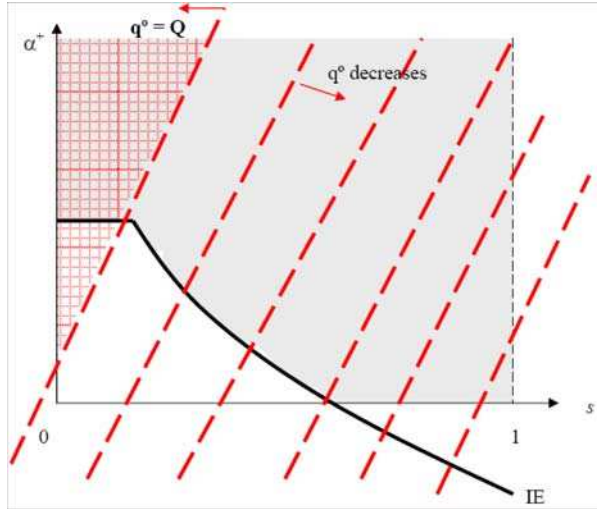 q° = Q
α⁺
q° decreases
0
1
s
IE